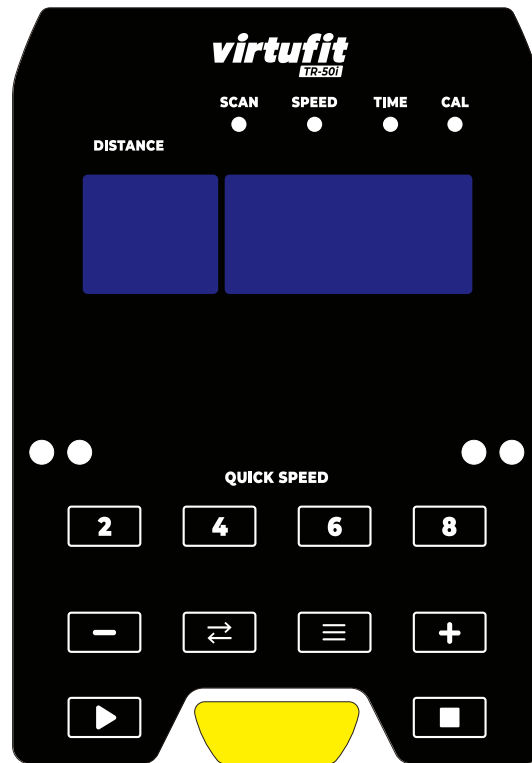 virtufit
TR-50i
SCAN SPEED TIME CAL
DISTANCE
QUICK SPEED
2 4 6 8